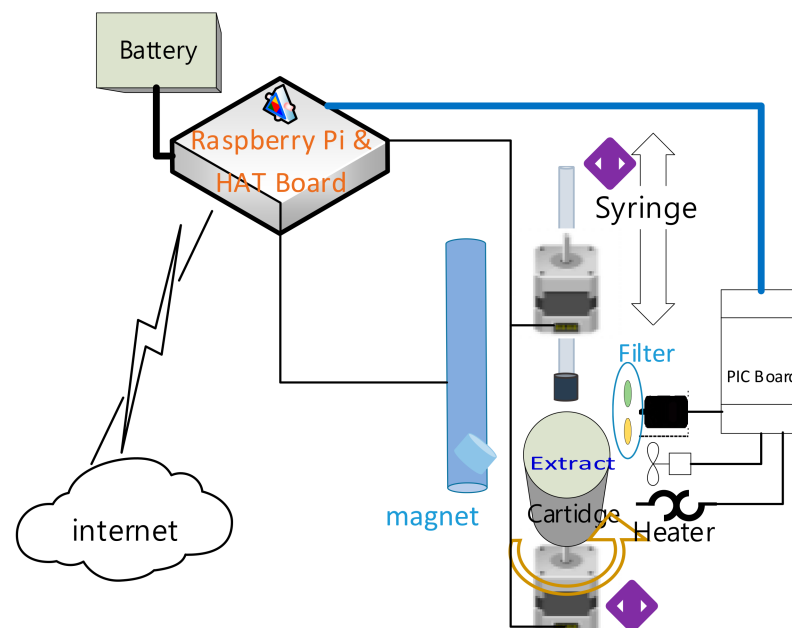 Battery
Raspberry Pi &
HAT Board
Syringe
Filter
PIC Board
Extract
Cartidge
Heater
magnet
internet